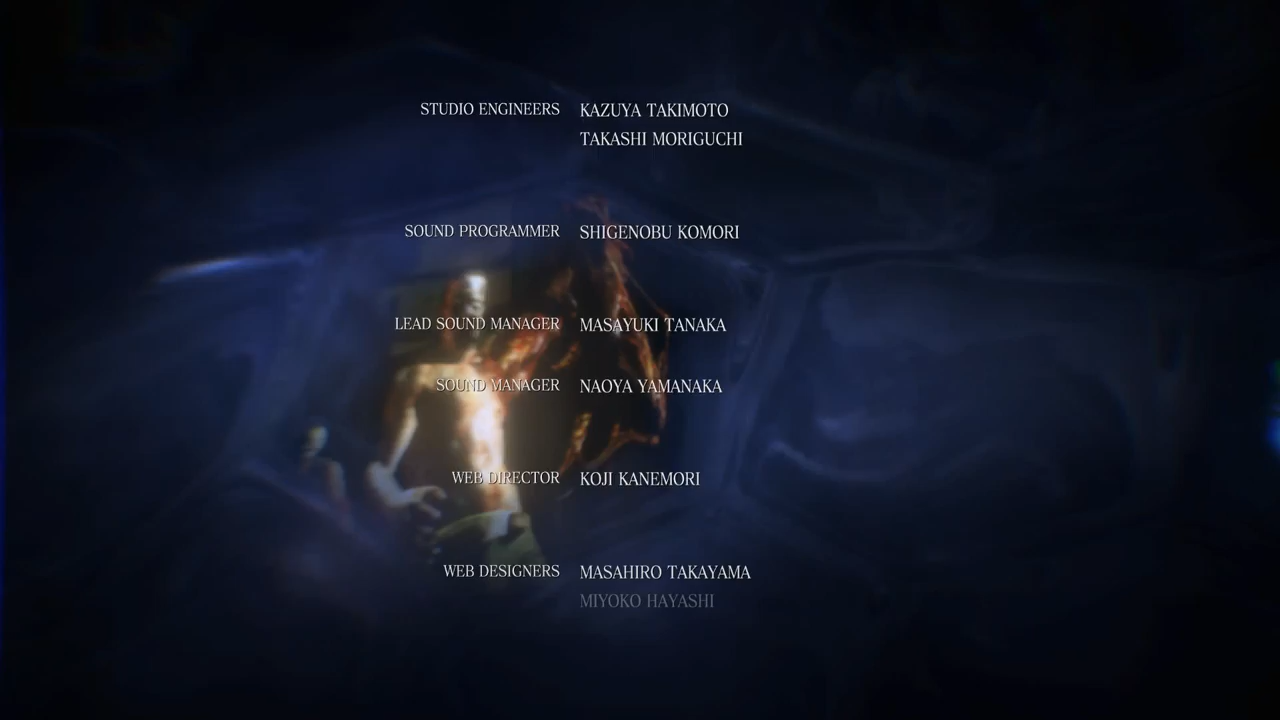 STUDIO ENGINEERS KAZUYA TAKIMOTO
TAKASHI MORIGUCHI
SOUND PROGRAMMER SHIGENOBU KOMORI
LEAD SOUND MANAGER MASAYUKI TANAKA
SOUND MANAGER NAOYA YAMANAKA
WEB DIRECTOR KOJI KANEMORI
WEB DESIGNERS MASAHIRO TAKAYAMA
MIYOKO HAYASHI